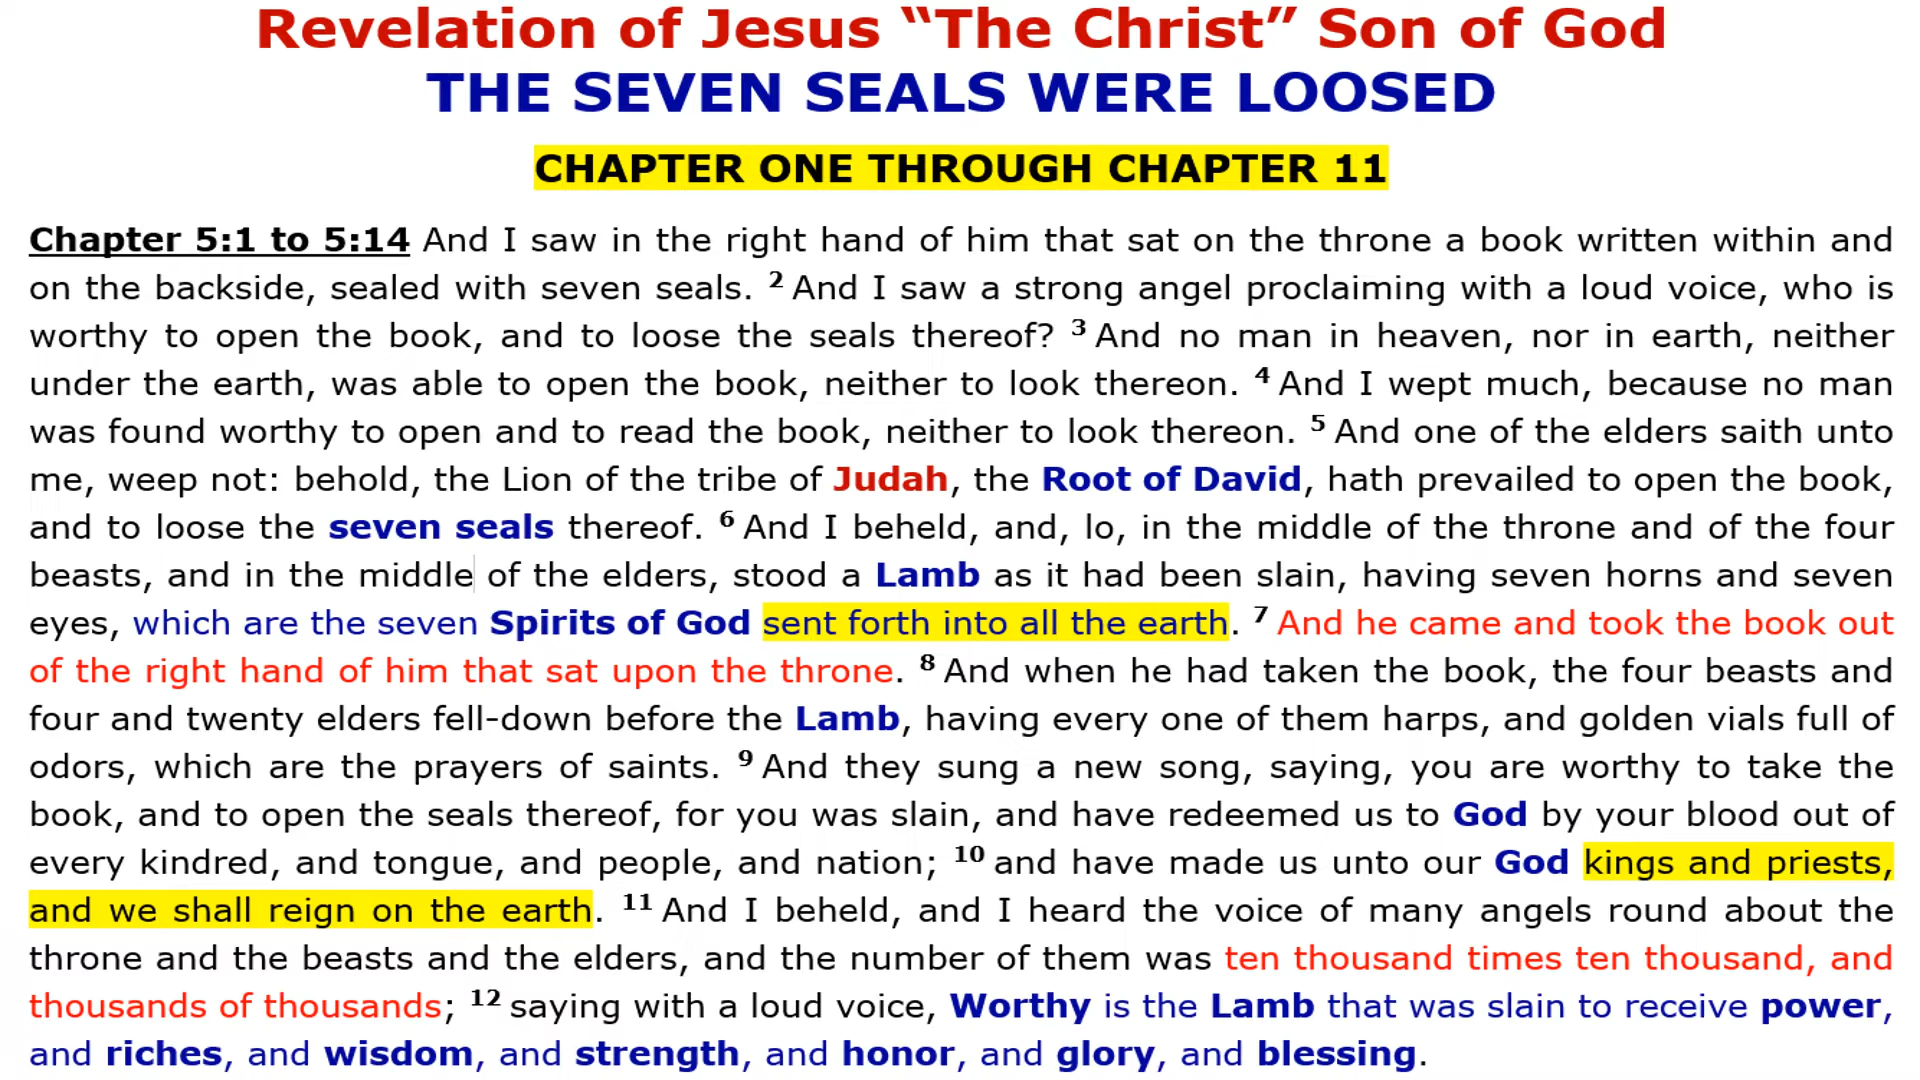 Revelation of Jesus “The Christ” Son of God
THE SEVEN SEALS WERE LOOSED
CHAPTER ONE THROUGH CHAPTER 11
Chapter 5:1 to 5:14 And I saw in the right hand of him that sat on the throne a book written within and
on the backside, sealed with seven seals. 2 And I saw a strong angel proclaiming with a loud voice, who is
worthy to open the book, and to loose the seals thereof? 3 And no man in heaven, nor in earth, neither
under the earth, was able to open the book, neither to look thereon. 4 And I wept much, because no man
was found worthy to open and to read the book, neither to look thereon. 5 And one of the elders saith unto
me, weep not: behold, the Lion of the tribe of Judah, the Root of David, hath prevailed to open the book,
and to loose the seven seals thereof. 6 And I beheld, and, lo, in the middle of the throne and of the four
beasts, and in the middle of the elders, stood a Lamb as it had been slain, having seven horns and seven
eyes, which are the seven Spirits of God sent forth into all the earth. 7 And he came and took the book out
of the right hand of him that sat upon the throne. 8 And when he had taken the book, the four beasts and
four and twenty elders fell-down before the Lamb, having every one of them harps, and golden vials full of
odors, which are the prayers of saints. 9 And they sung a new song, saying, you are worthy to take the
book, and to open the seals thereof, for you was slain, and have redeemed us to God by your blood out of
every kindred, and tongue, and people, and nation; 10 and have made us unto our God kings and priests,
and we shall reign on the earth. 11 And I beheld, and I heard the voice of many angels round about the
throne and the beasts and the elders, and the number of them was ten thousand times ten thousand, and
thousands of thousands; 12 saying with a loud voice, Worthy is the Lamb that was slain to receive power,
and riches, and wisdom, and strength, and honor, and glory, and blessing.